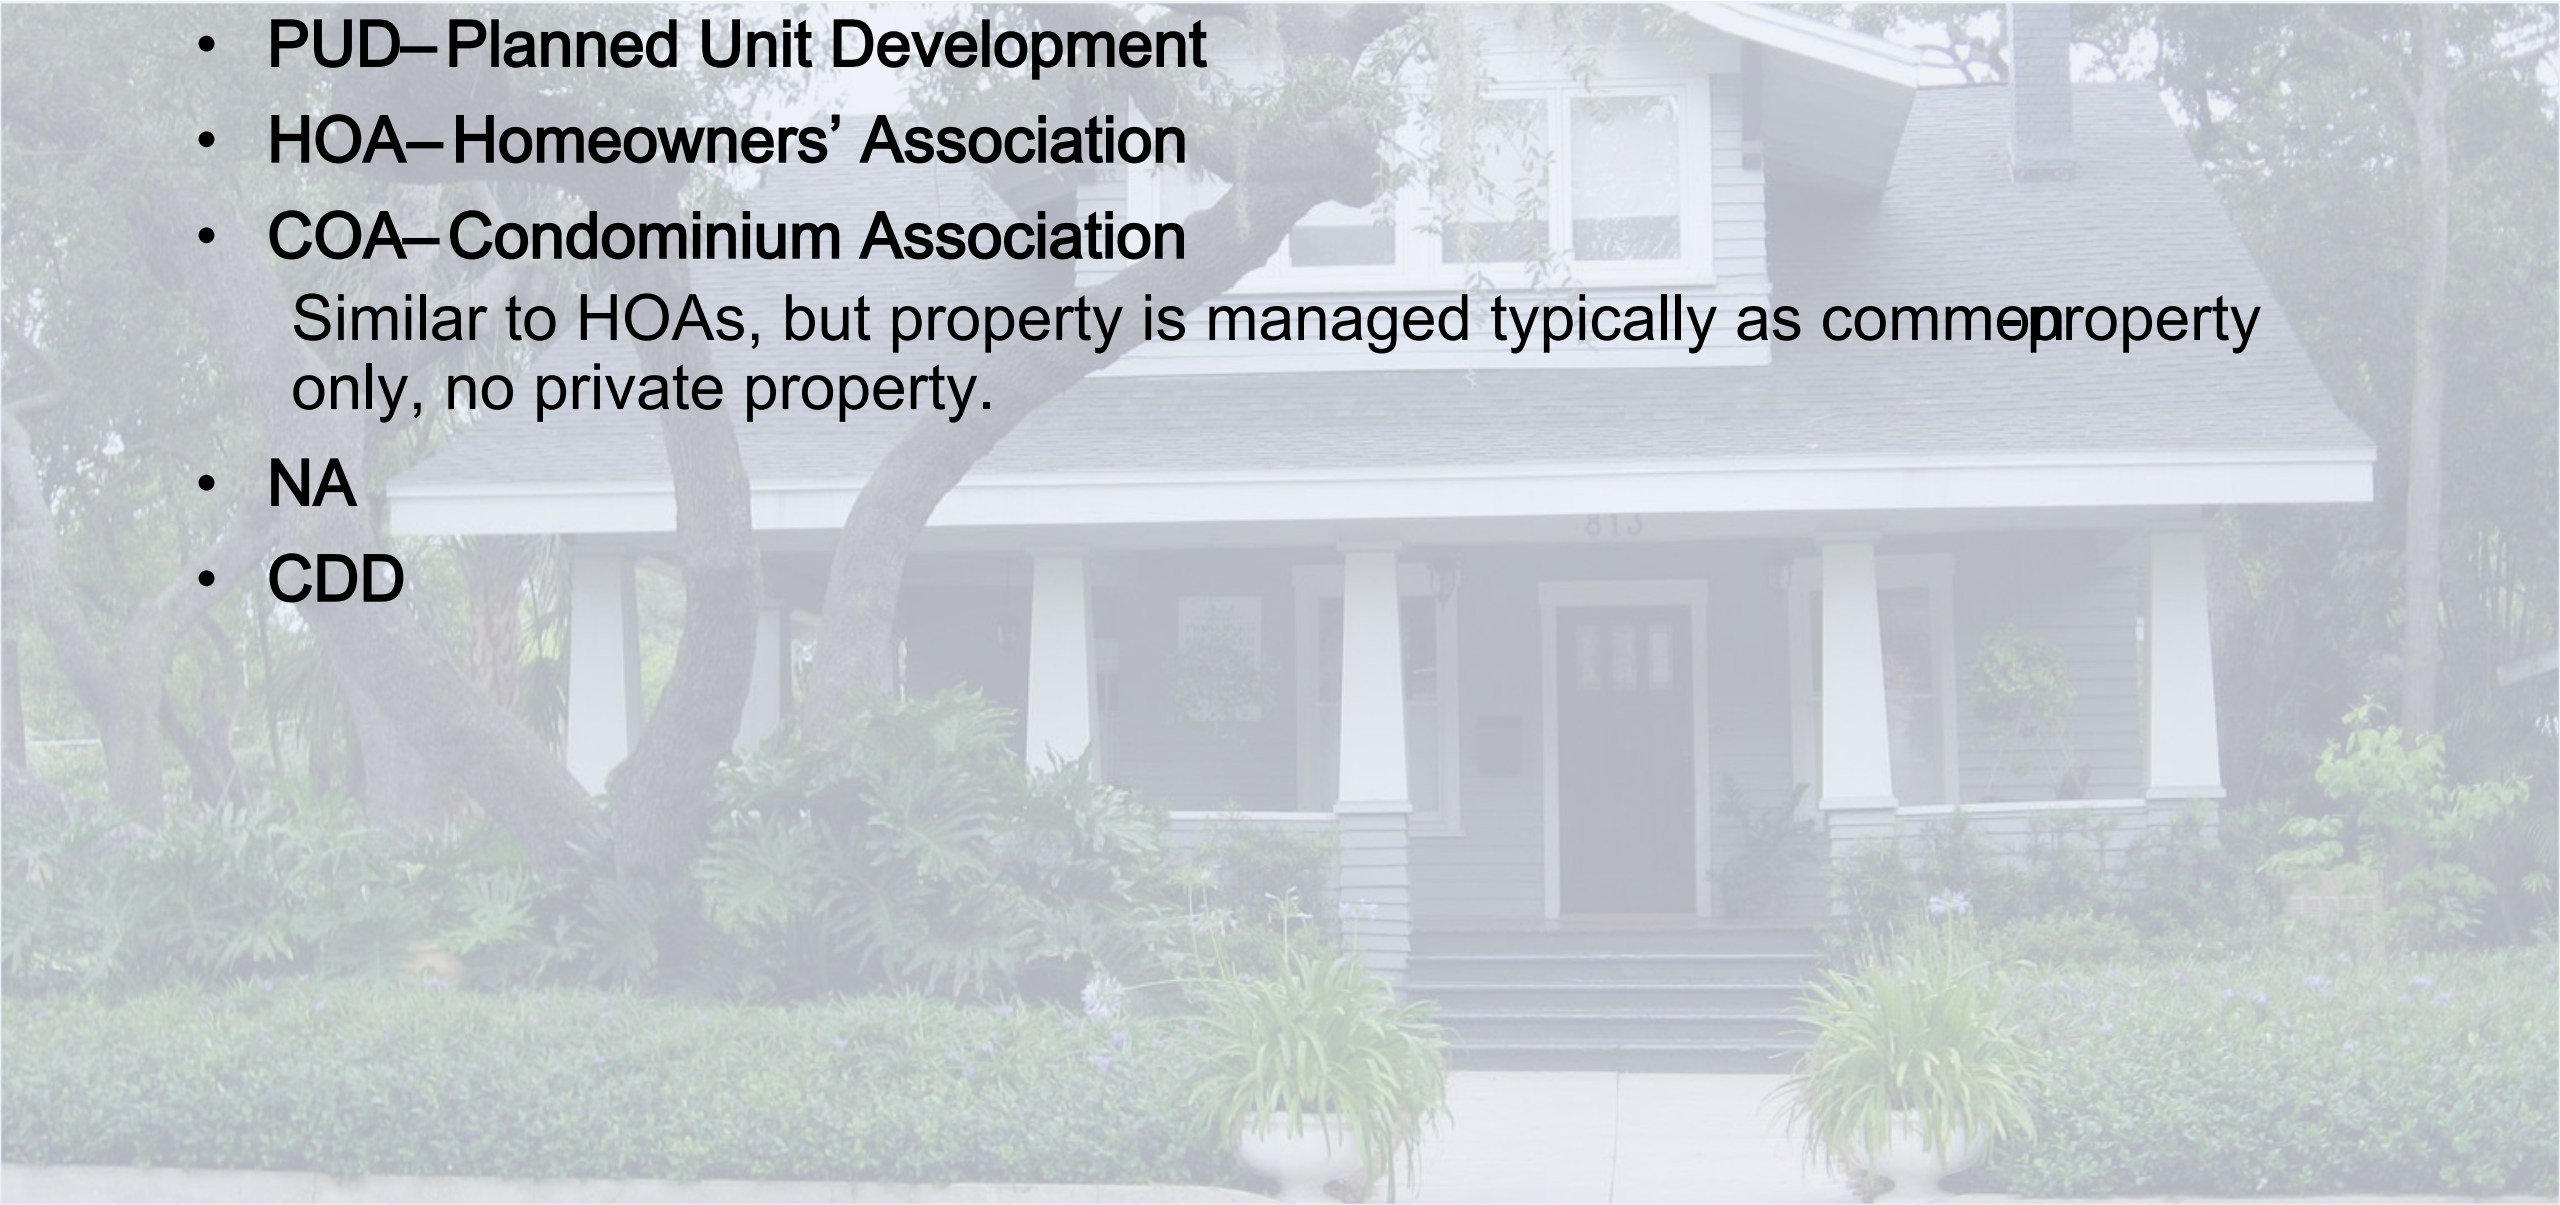 • PUD – Planned Unit Development
• HOA – Homeowners’ Association
• COA – Condominium Association
Similar to HOAs, but property is managed typically as common-property
only, no private property.
• NA
• CDD
813